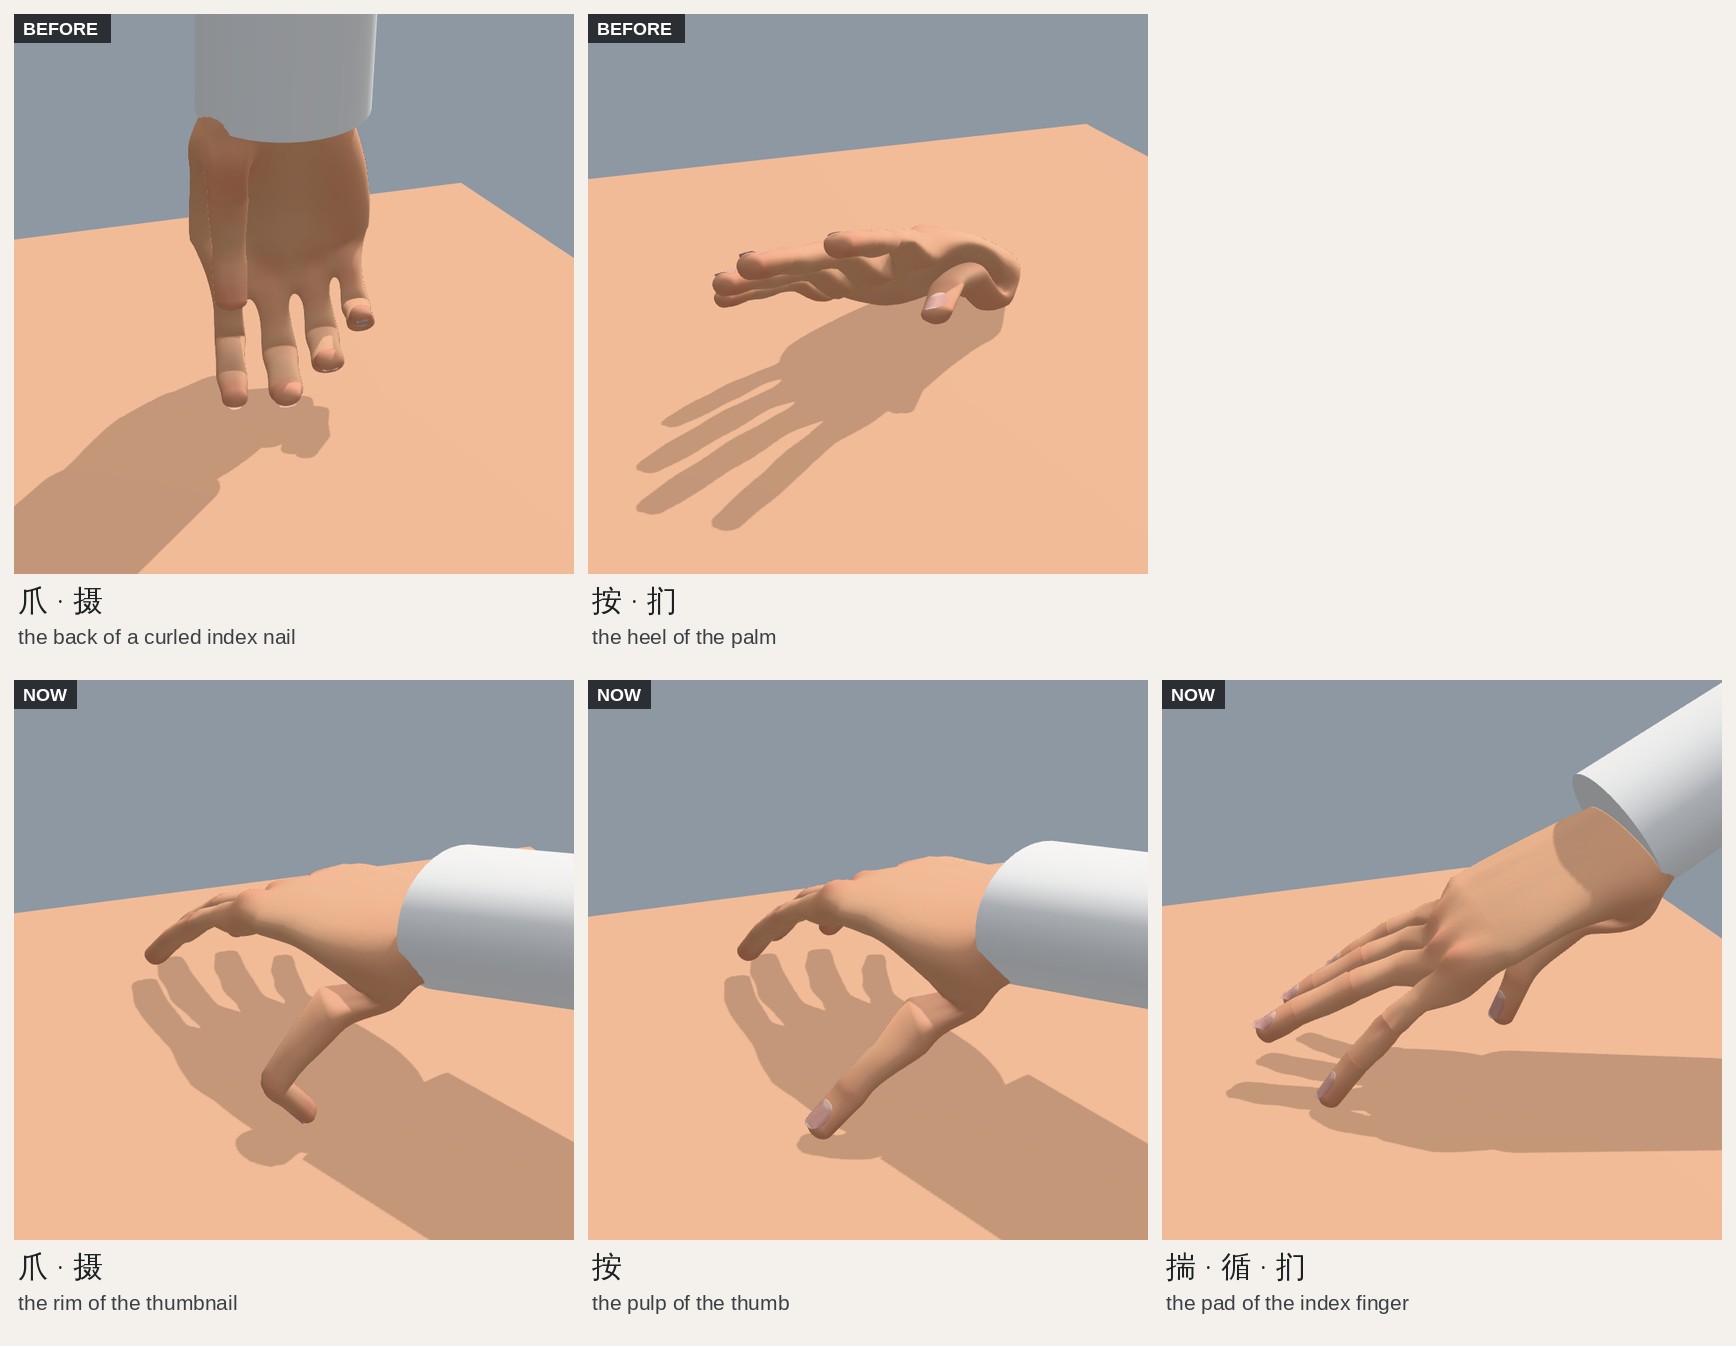 BEFORE
BEFORE
爪 · 摄
the back of a curled index nail
按 · 扪
the heel of the palm
NOW
NOW
NOW
爪 · 摄
the rim of the thumbnail
按
the pulp of the thumb
揣 · 循 · 扪
the pad of the index finger